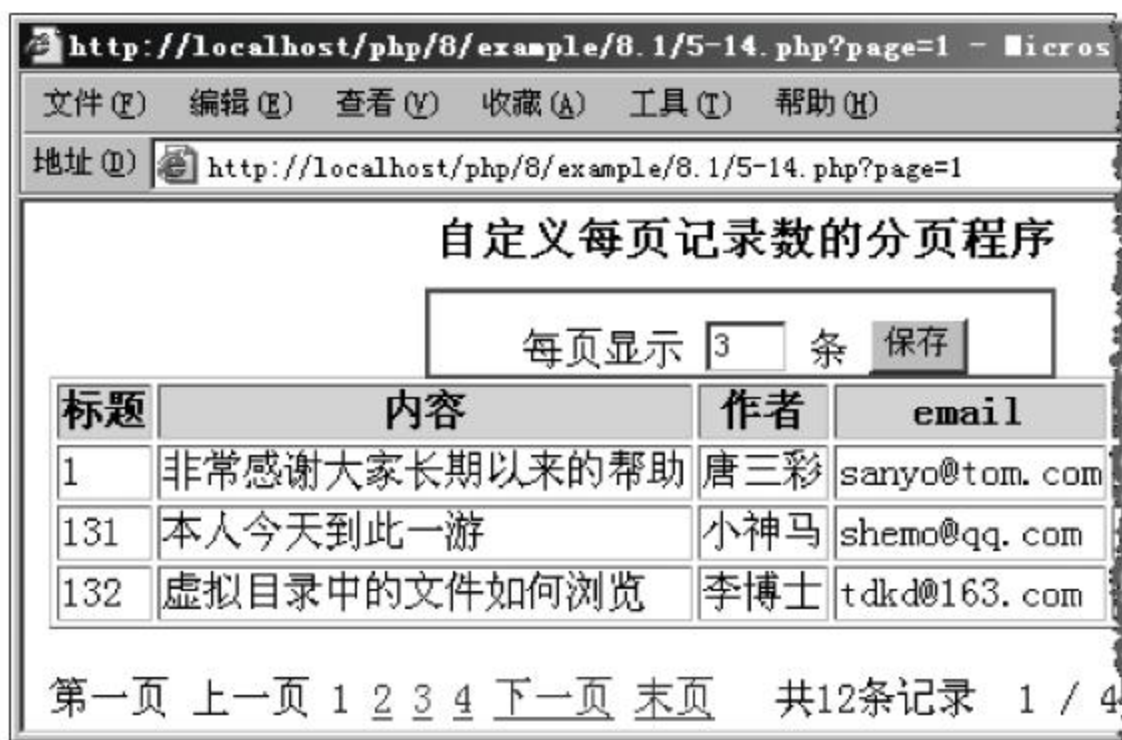 http://localhost/php/8/example/8.1/5-14.php?page=1 - Micros
文件(F) 编辑(E) 查看(V) 收藏(A) 工具(T) 帮助(H)
地址(D) http://localhost/php/8/example/8.1/5-14.php?page=1
自定义每页记录数的分页程序
每页显示 3 条 保存
标题 内容 作者 email
1 非常感谢大家长期以来的帮助 唐三彩 sanyo@tom.com
131 本人今天到此一游 小神马 shemo@qq.com
132 虚拟目录中的文件如何浏览 李博士 tdkd@163.com
第一页 上一页 1 2 3 4 下一页 末页 共12条记录 1 / 4